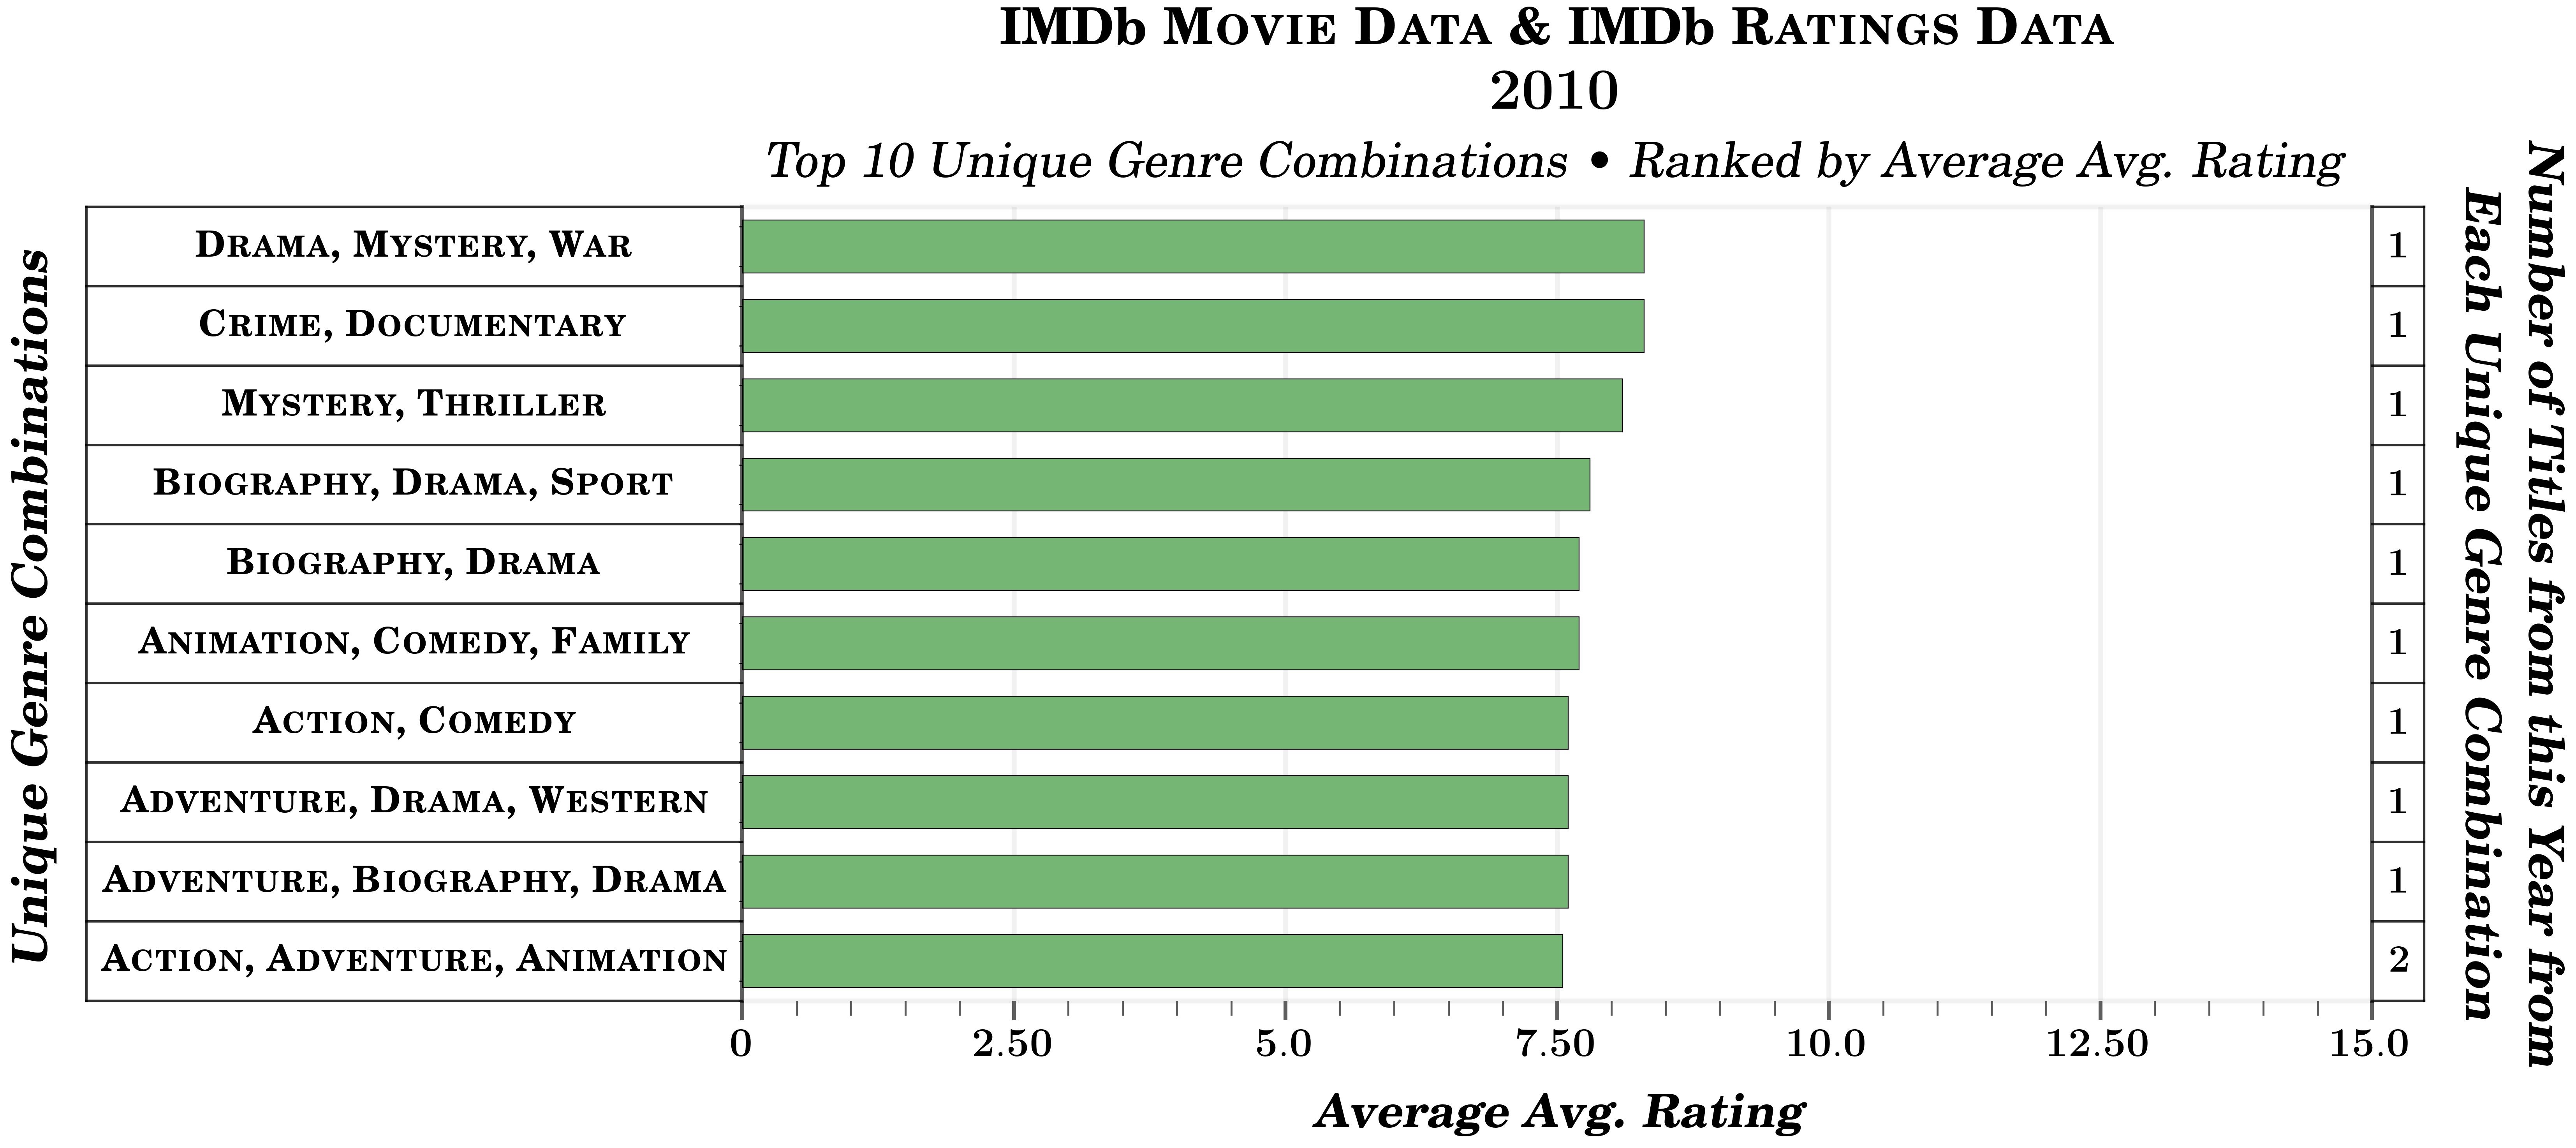 IMDb Movie Data & IMDb Ratings Data
2010
Top 10 Unique Genre Combinations • Ranked by Average Avg. Rating
Unique Genre Combinations
Drama, Mystery, War
1
Crime, Documentary
1
Mystery, Thriller
1
Biography, Drama, Sport
1
Biography, Drama
1
Animation, Comedy, Family
1
Action, Comedy
1
Adventure, Drama, Western
1
Adventure, Biography, Drama
1
Action, Adventure, Animation
2
0 2.50 5.0 7.50 10.0 12.50 15.0
Average Avg. Rating
Number of Titles from this Year from
Each Unique Genre Combination